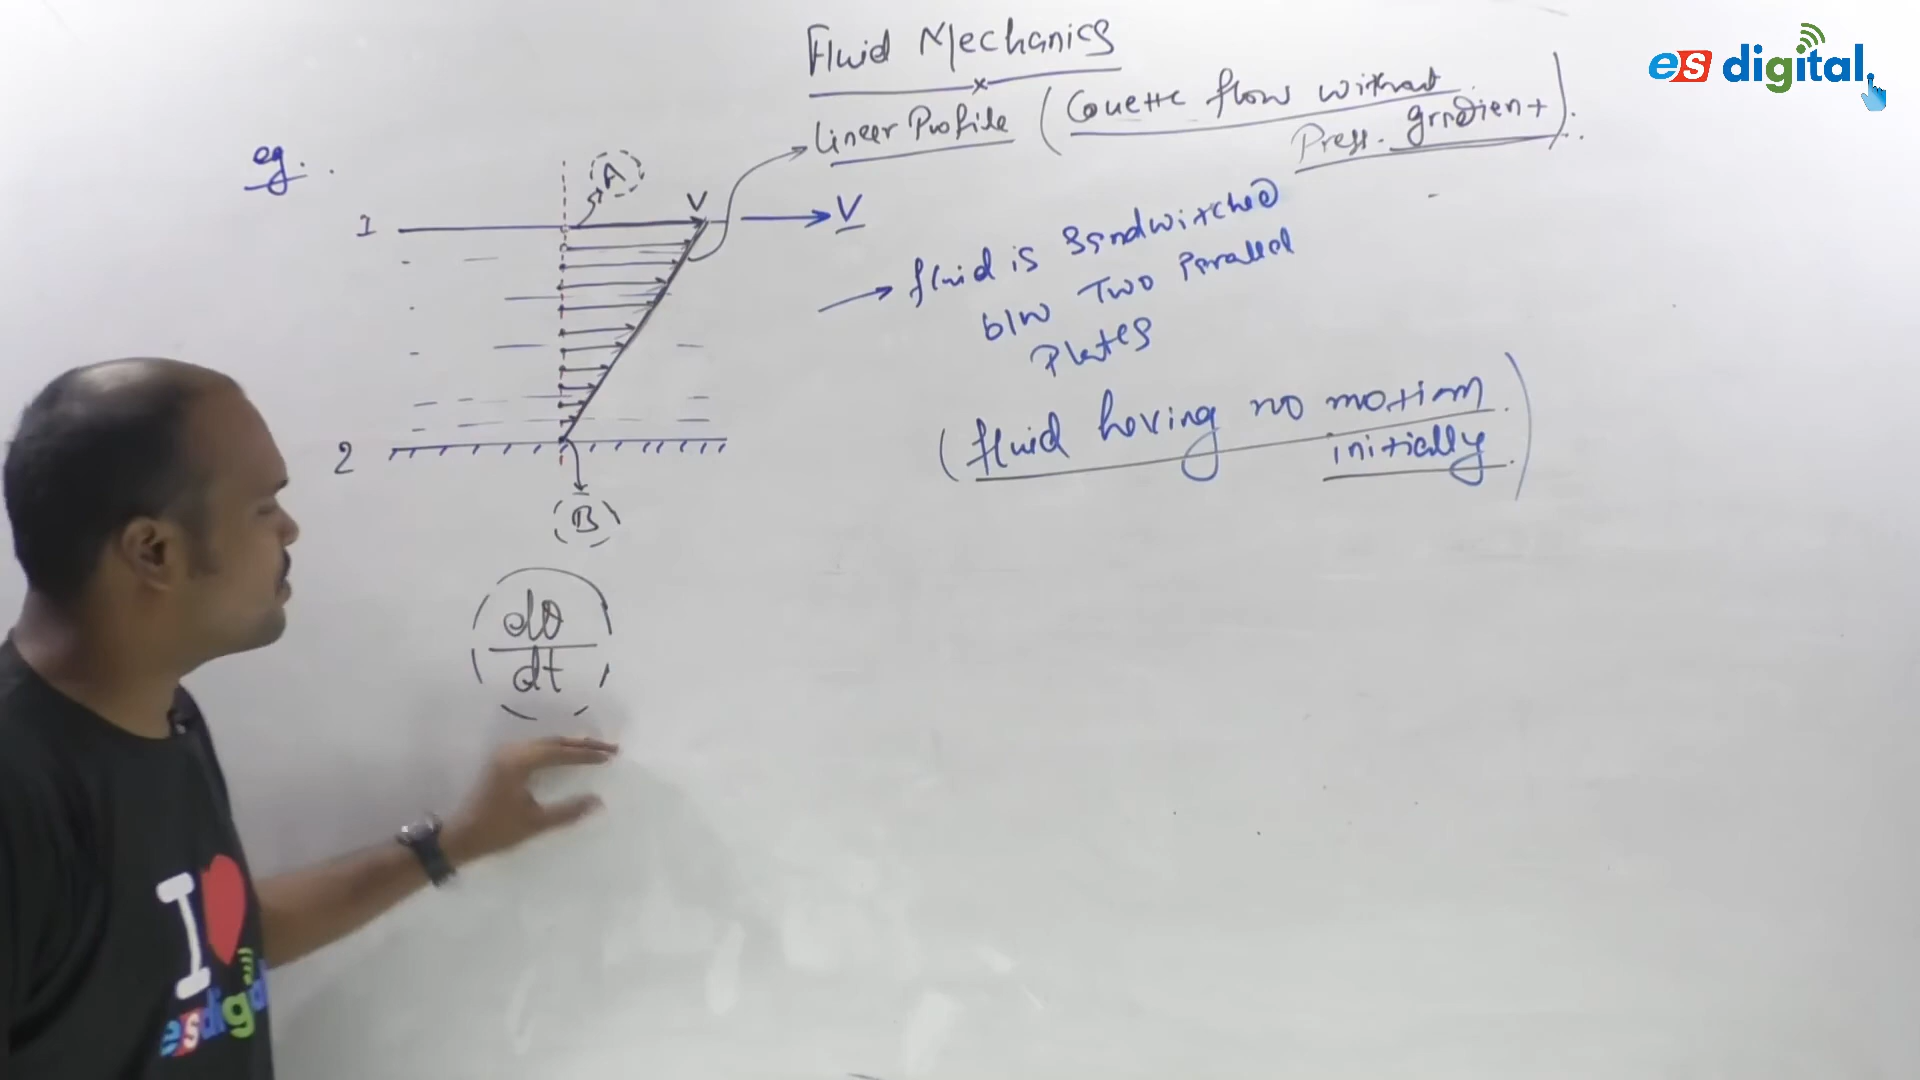 Fluid Mechanics
es digital.
Linear Profile (Couette flow without
Press. gradient).
eg.
A
1
V
V
fluid is sandwitched
b/w Two Parallel
Plates
2
(fluid having no motion
initially)
B
dθ
dt
I
esdigital